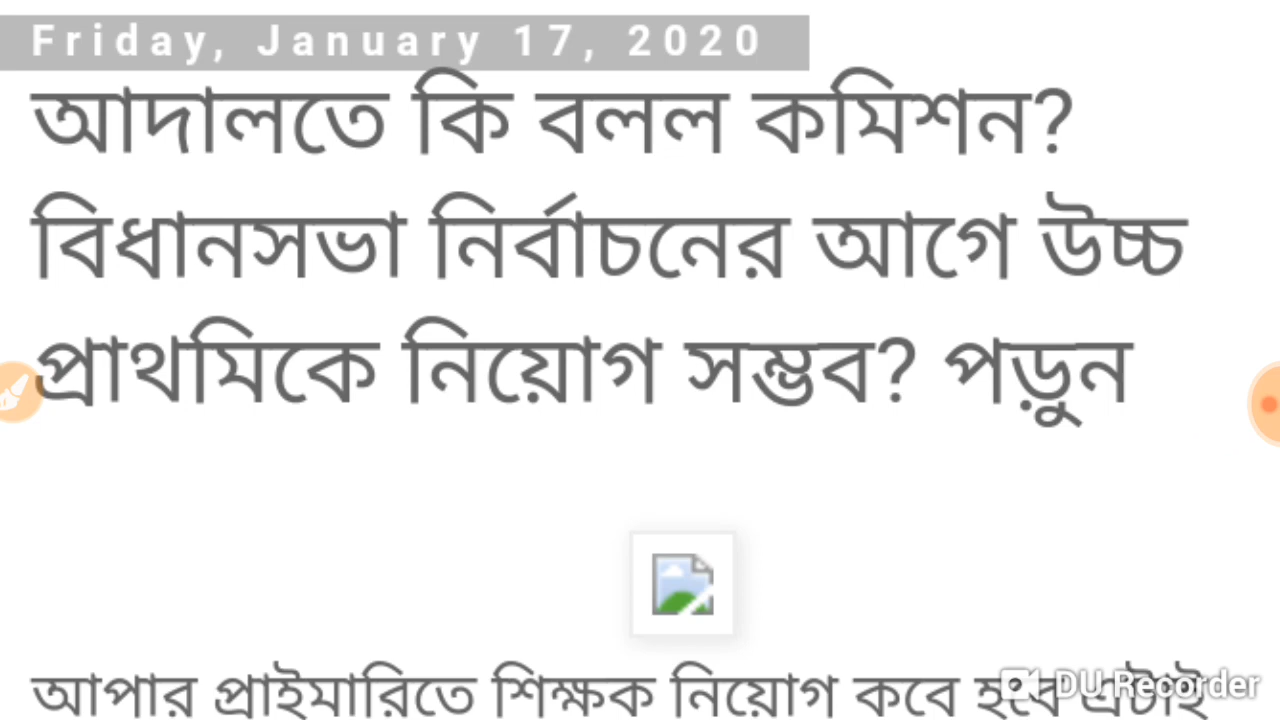 Friday, January 17, 2020
আদালতে কি বলল কমিশন?
বিধানসভা নির্বাচনের আগে উচ্চ
প্রাথমিকে নিয়োগ সম্ভব? পড়ুন
আপার প্রাইমারিতে শিক্ষক নিয়োগ কবে হবে এটাই
DU Recorder